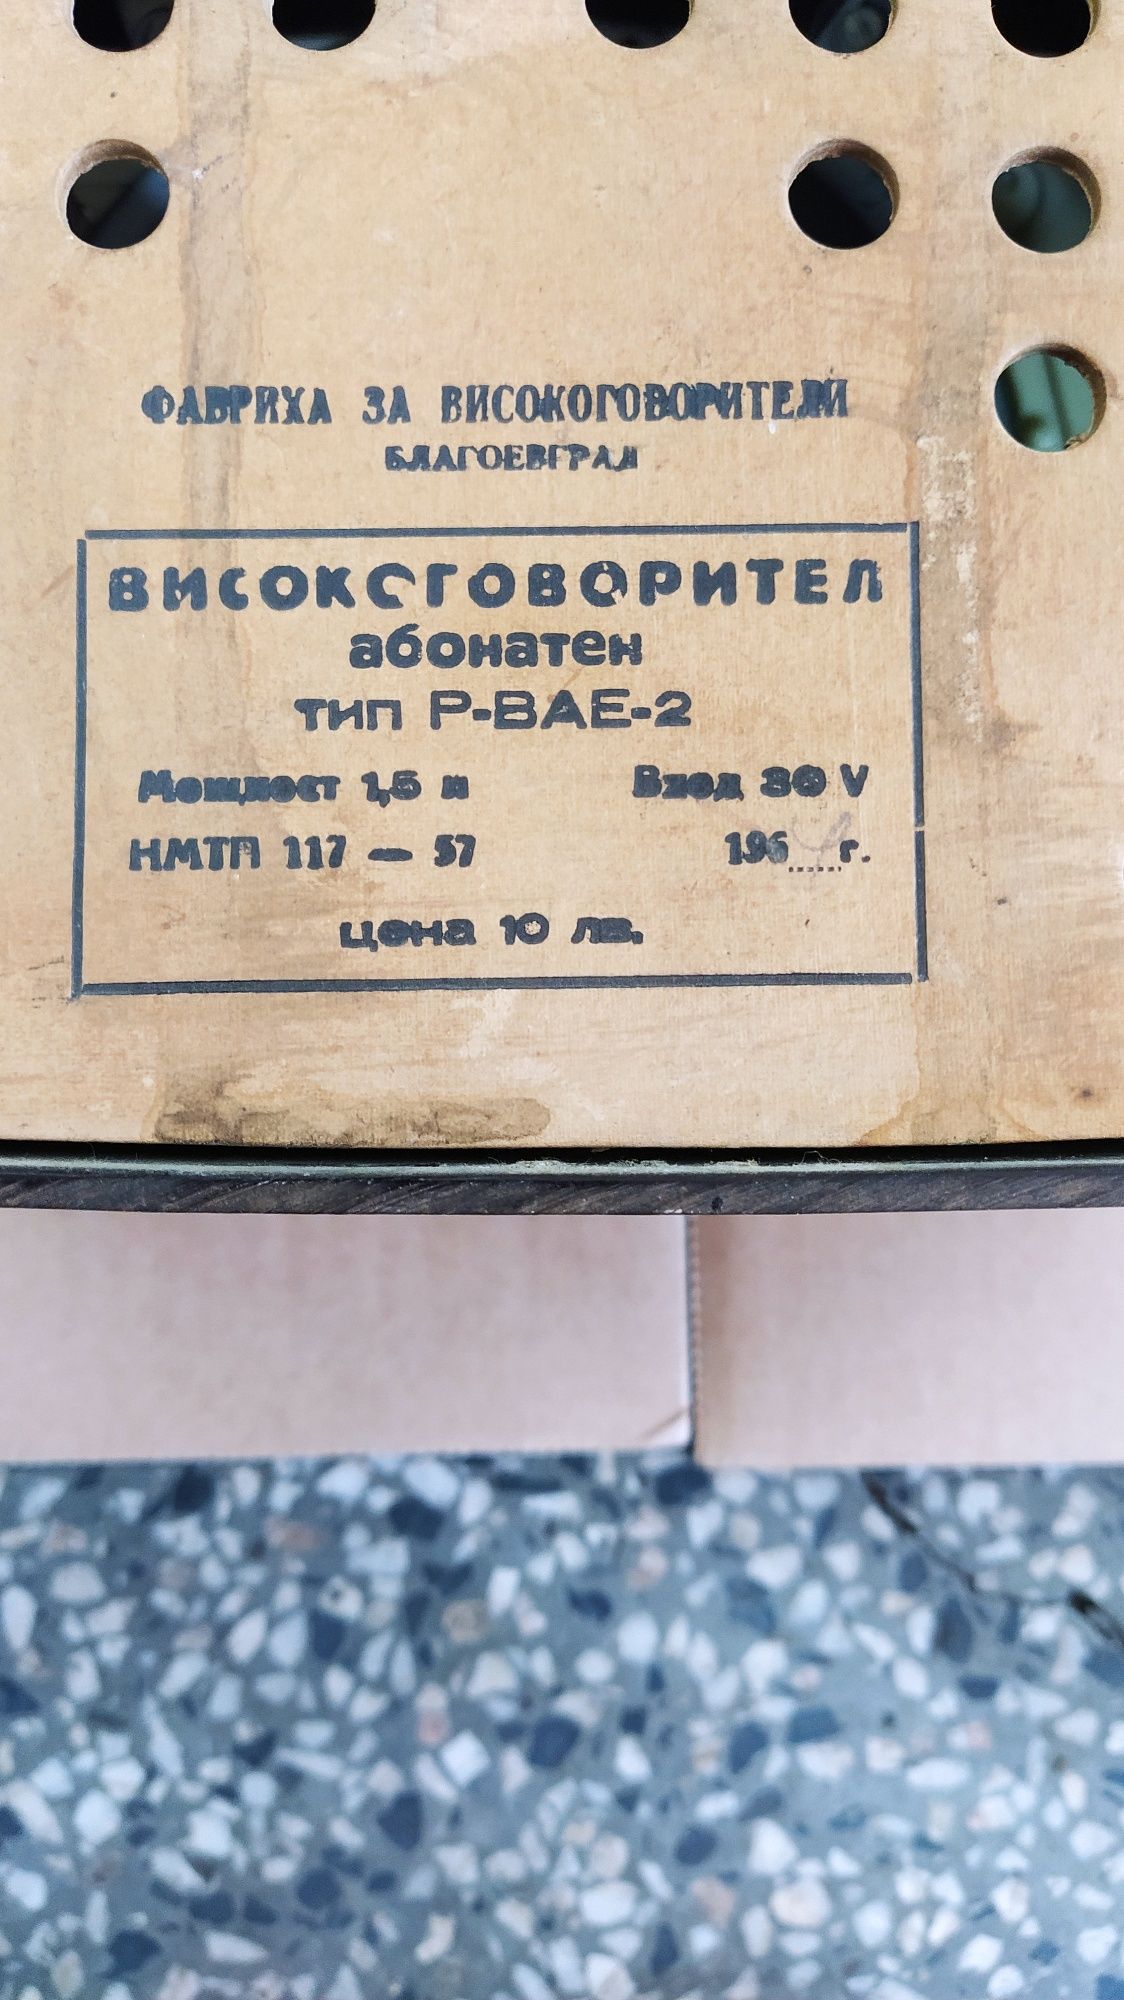 ФАБРИКА ЗА ВИСОКОГОВОРИТЕЛИ
БЛАГОЕВГРАД
ВИСОКОГОВОРИТЕЛ
абонатен
тип Р-ВАЕ-2
Мощност 1,5 Вход 30 V
НМТП 117 — 57 196 г.
цена 10 лв.